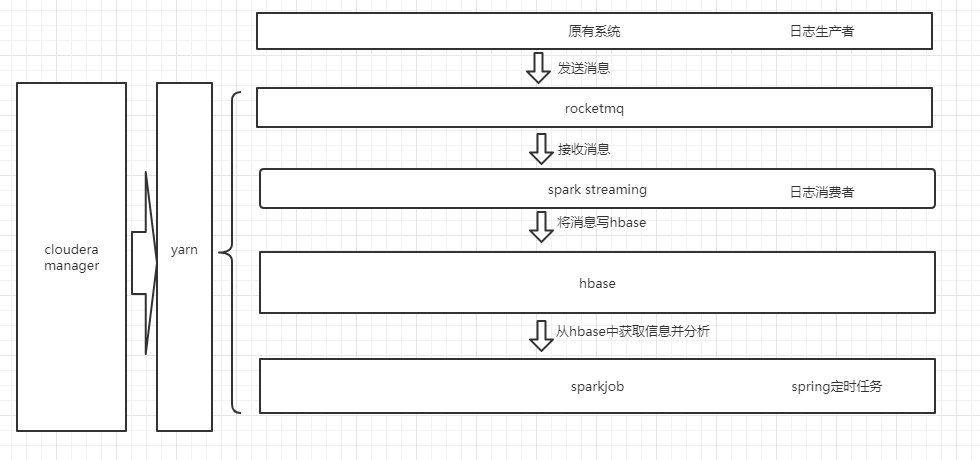 原有系统
日志生产者
发送消息
rocketmq
接收消息
spark streaming
日志消费者
将消息写hbase
cloudera
manager
yarn
hbase
从hbase中获取信息并分析
sparkjob
spring定时任务